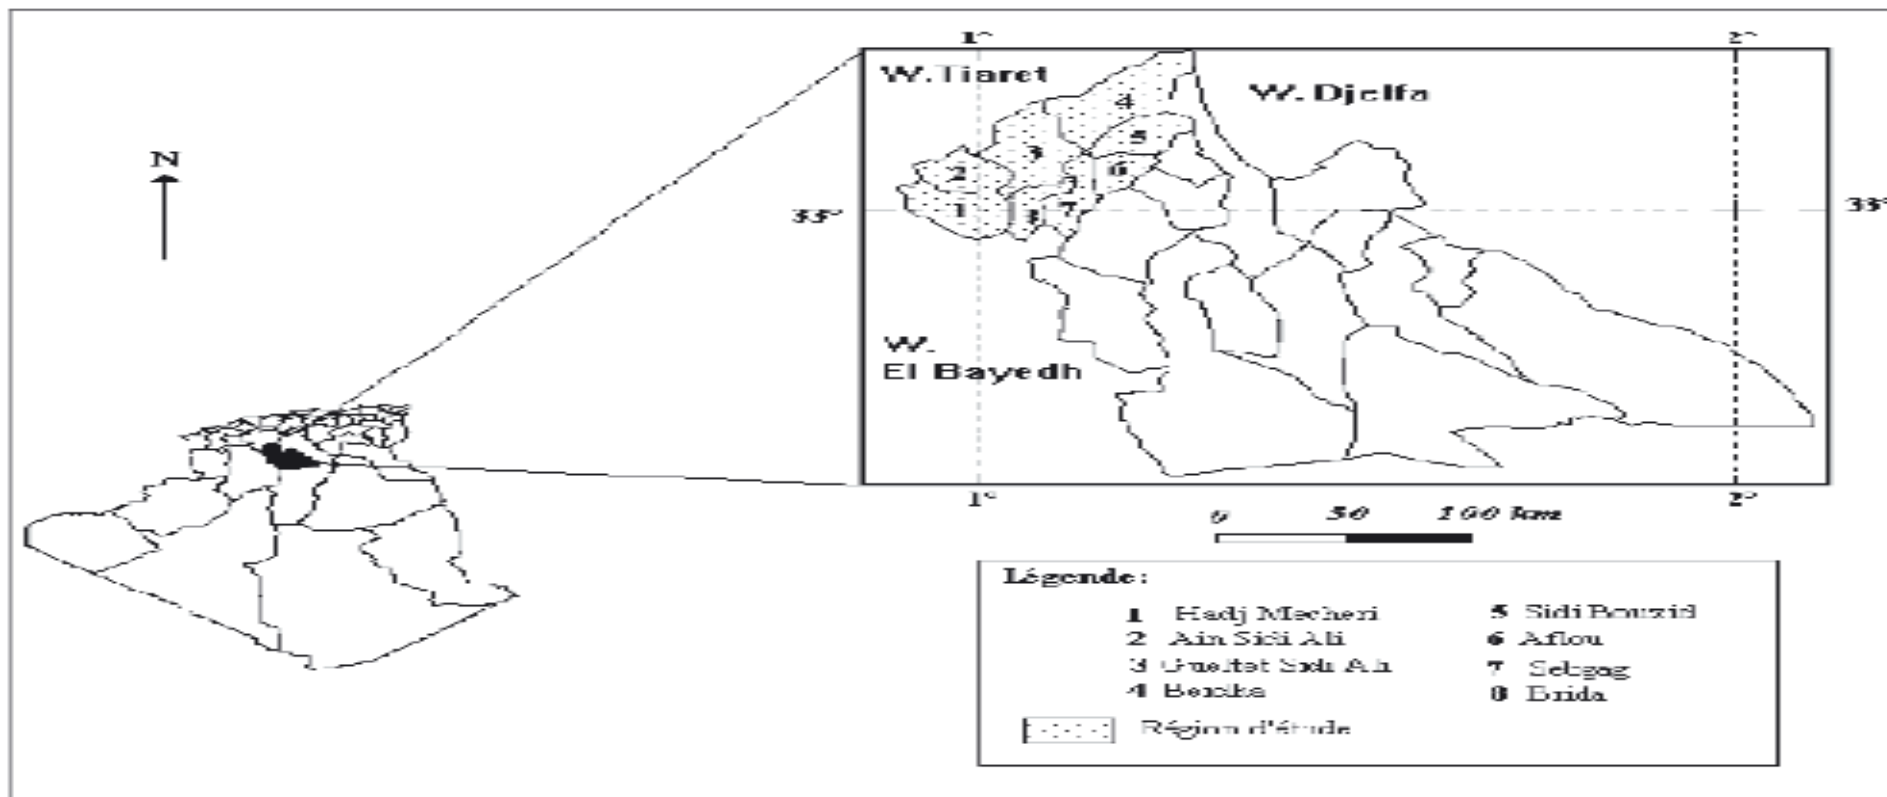 1° 2°
W.Tiaret
W. Djelfa
4
5
3
2
6
7
1
8
7
N
33° 33°
W.
El Bayedh
1° 2°
0 50 100 km
Légende:
1 Hadj Mecheri
2 Ain Sidi Ali
3 Gueltet Sidi Ali
4
5 Sidi Bouzid
6 Aflou
7 Sebgag
8 Brida
Région d'étude